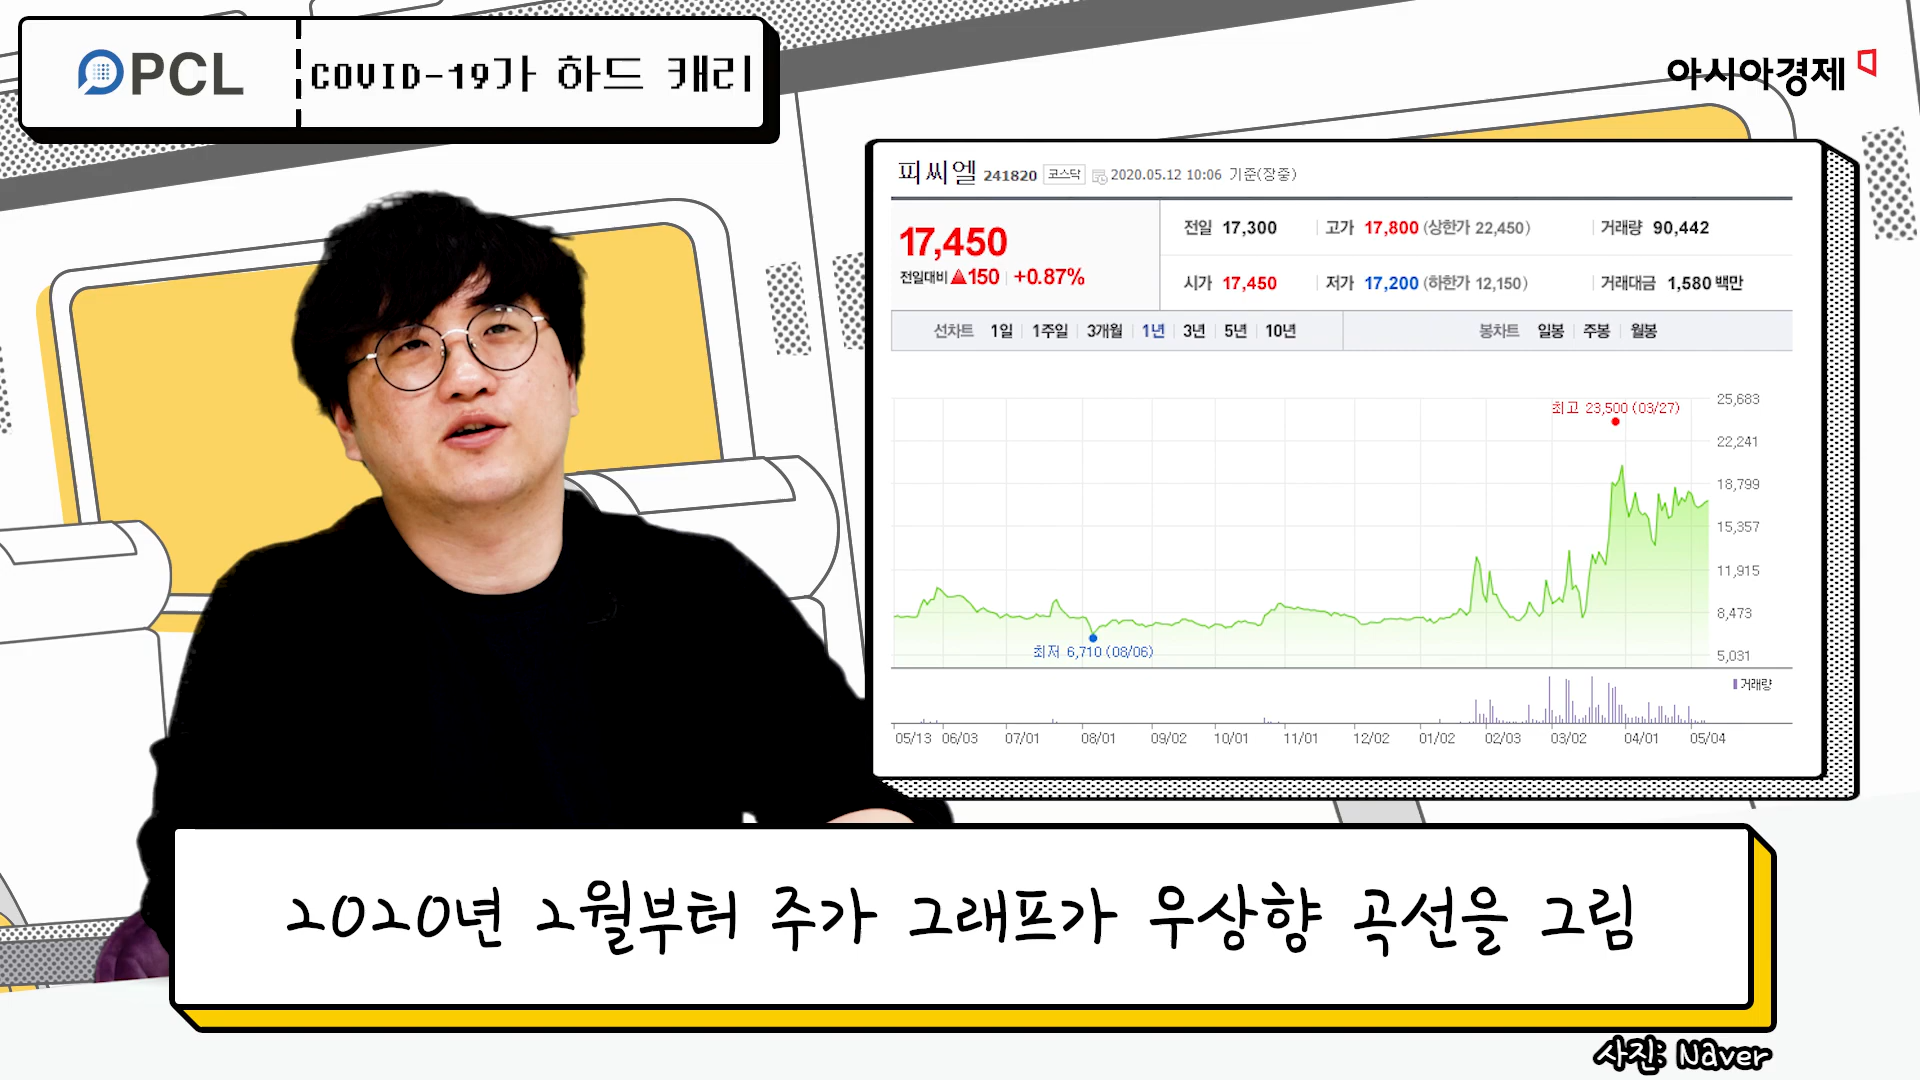 PCL
COVID-19가 하드 캐리
아시아경제
피씨엘 241820 코스닥 2020.05.12 10:06 기준(장중)
17,450
전일대비 ▲150 +0.87%
전일 17,300 고가 17,800 (상한가 22,450) 거래량 90,442
시가 17,450 저가 17,200 (하한가 12,150) 거래대금 1,580 백만
선차트 1일 1주일 3개월 1년 3년 5년 10년 봉차트 일봉 주봉 월봉
최고 23,500 (03/27)
25,683
22,241
18,799
15,357
11,915
8,473
5,031
최저 6,710 (08/06)
거래량
05/13 06/03 07/01 08/01 09/02 10/01 11/01 12/02 01/02 02/03 03/02 04/01 05/04
2020년 2월부터 주가 그래프가 우상향 곡선을 그림
사진: Naver